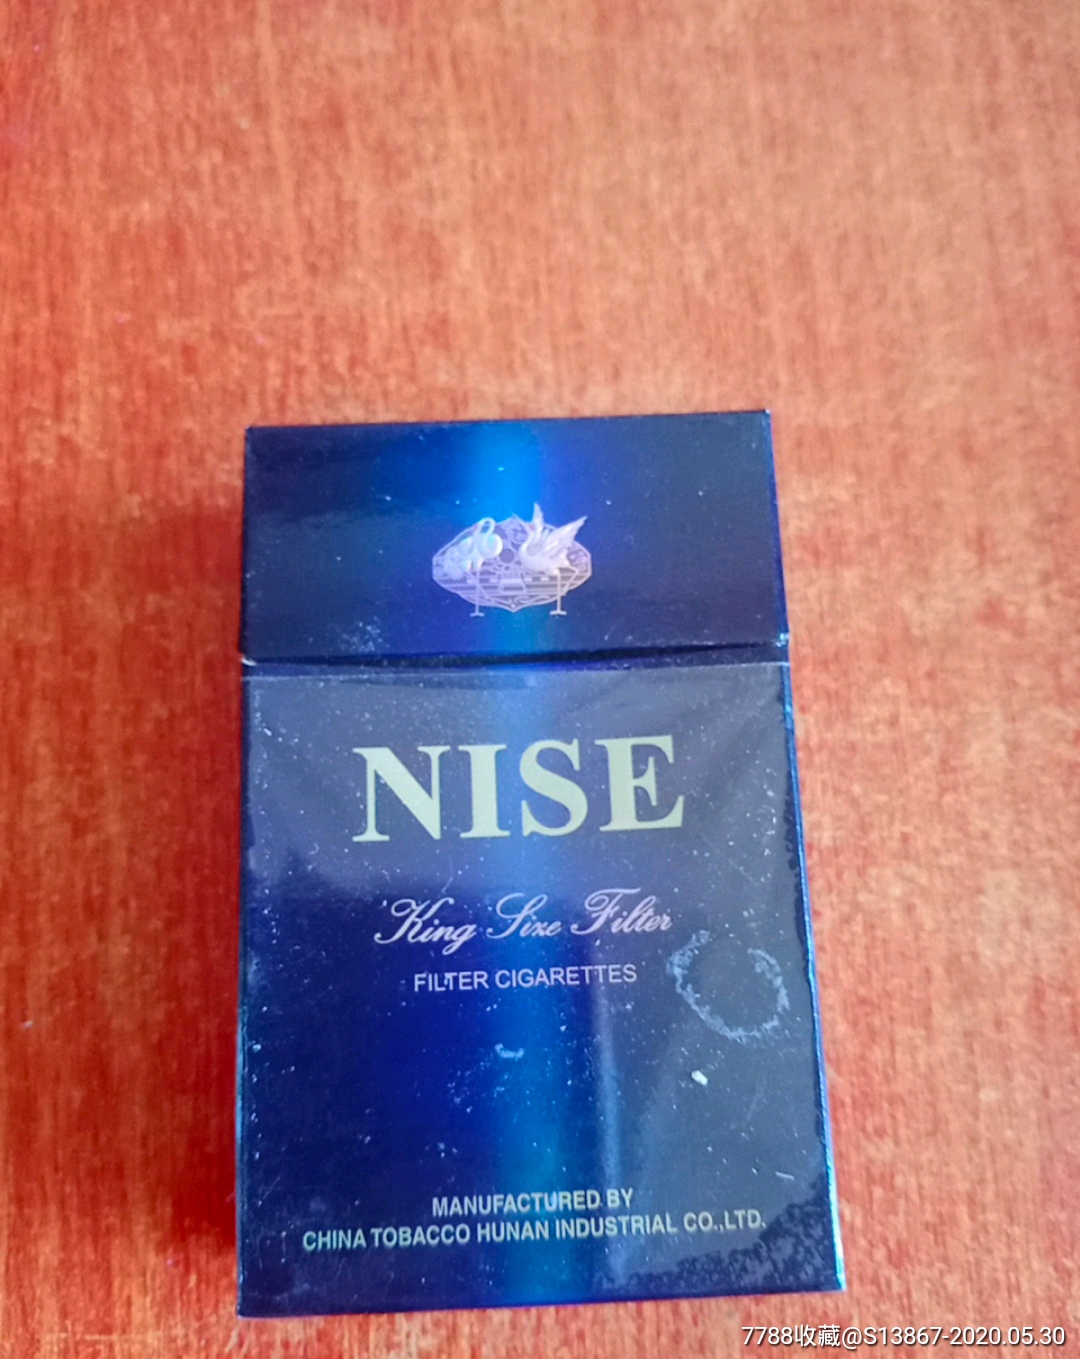 NISE
King Size Filter
FILTER CIGARETTES
MANUFACTURED BY
CHINA TOBACCO HUNAN INDUSTRIAL CO.,LTD.
7788收藏@S13867-2020.05.30